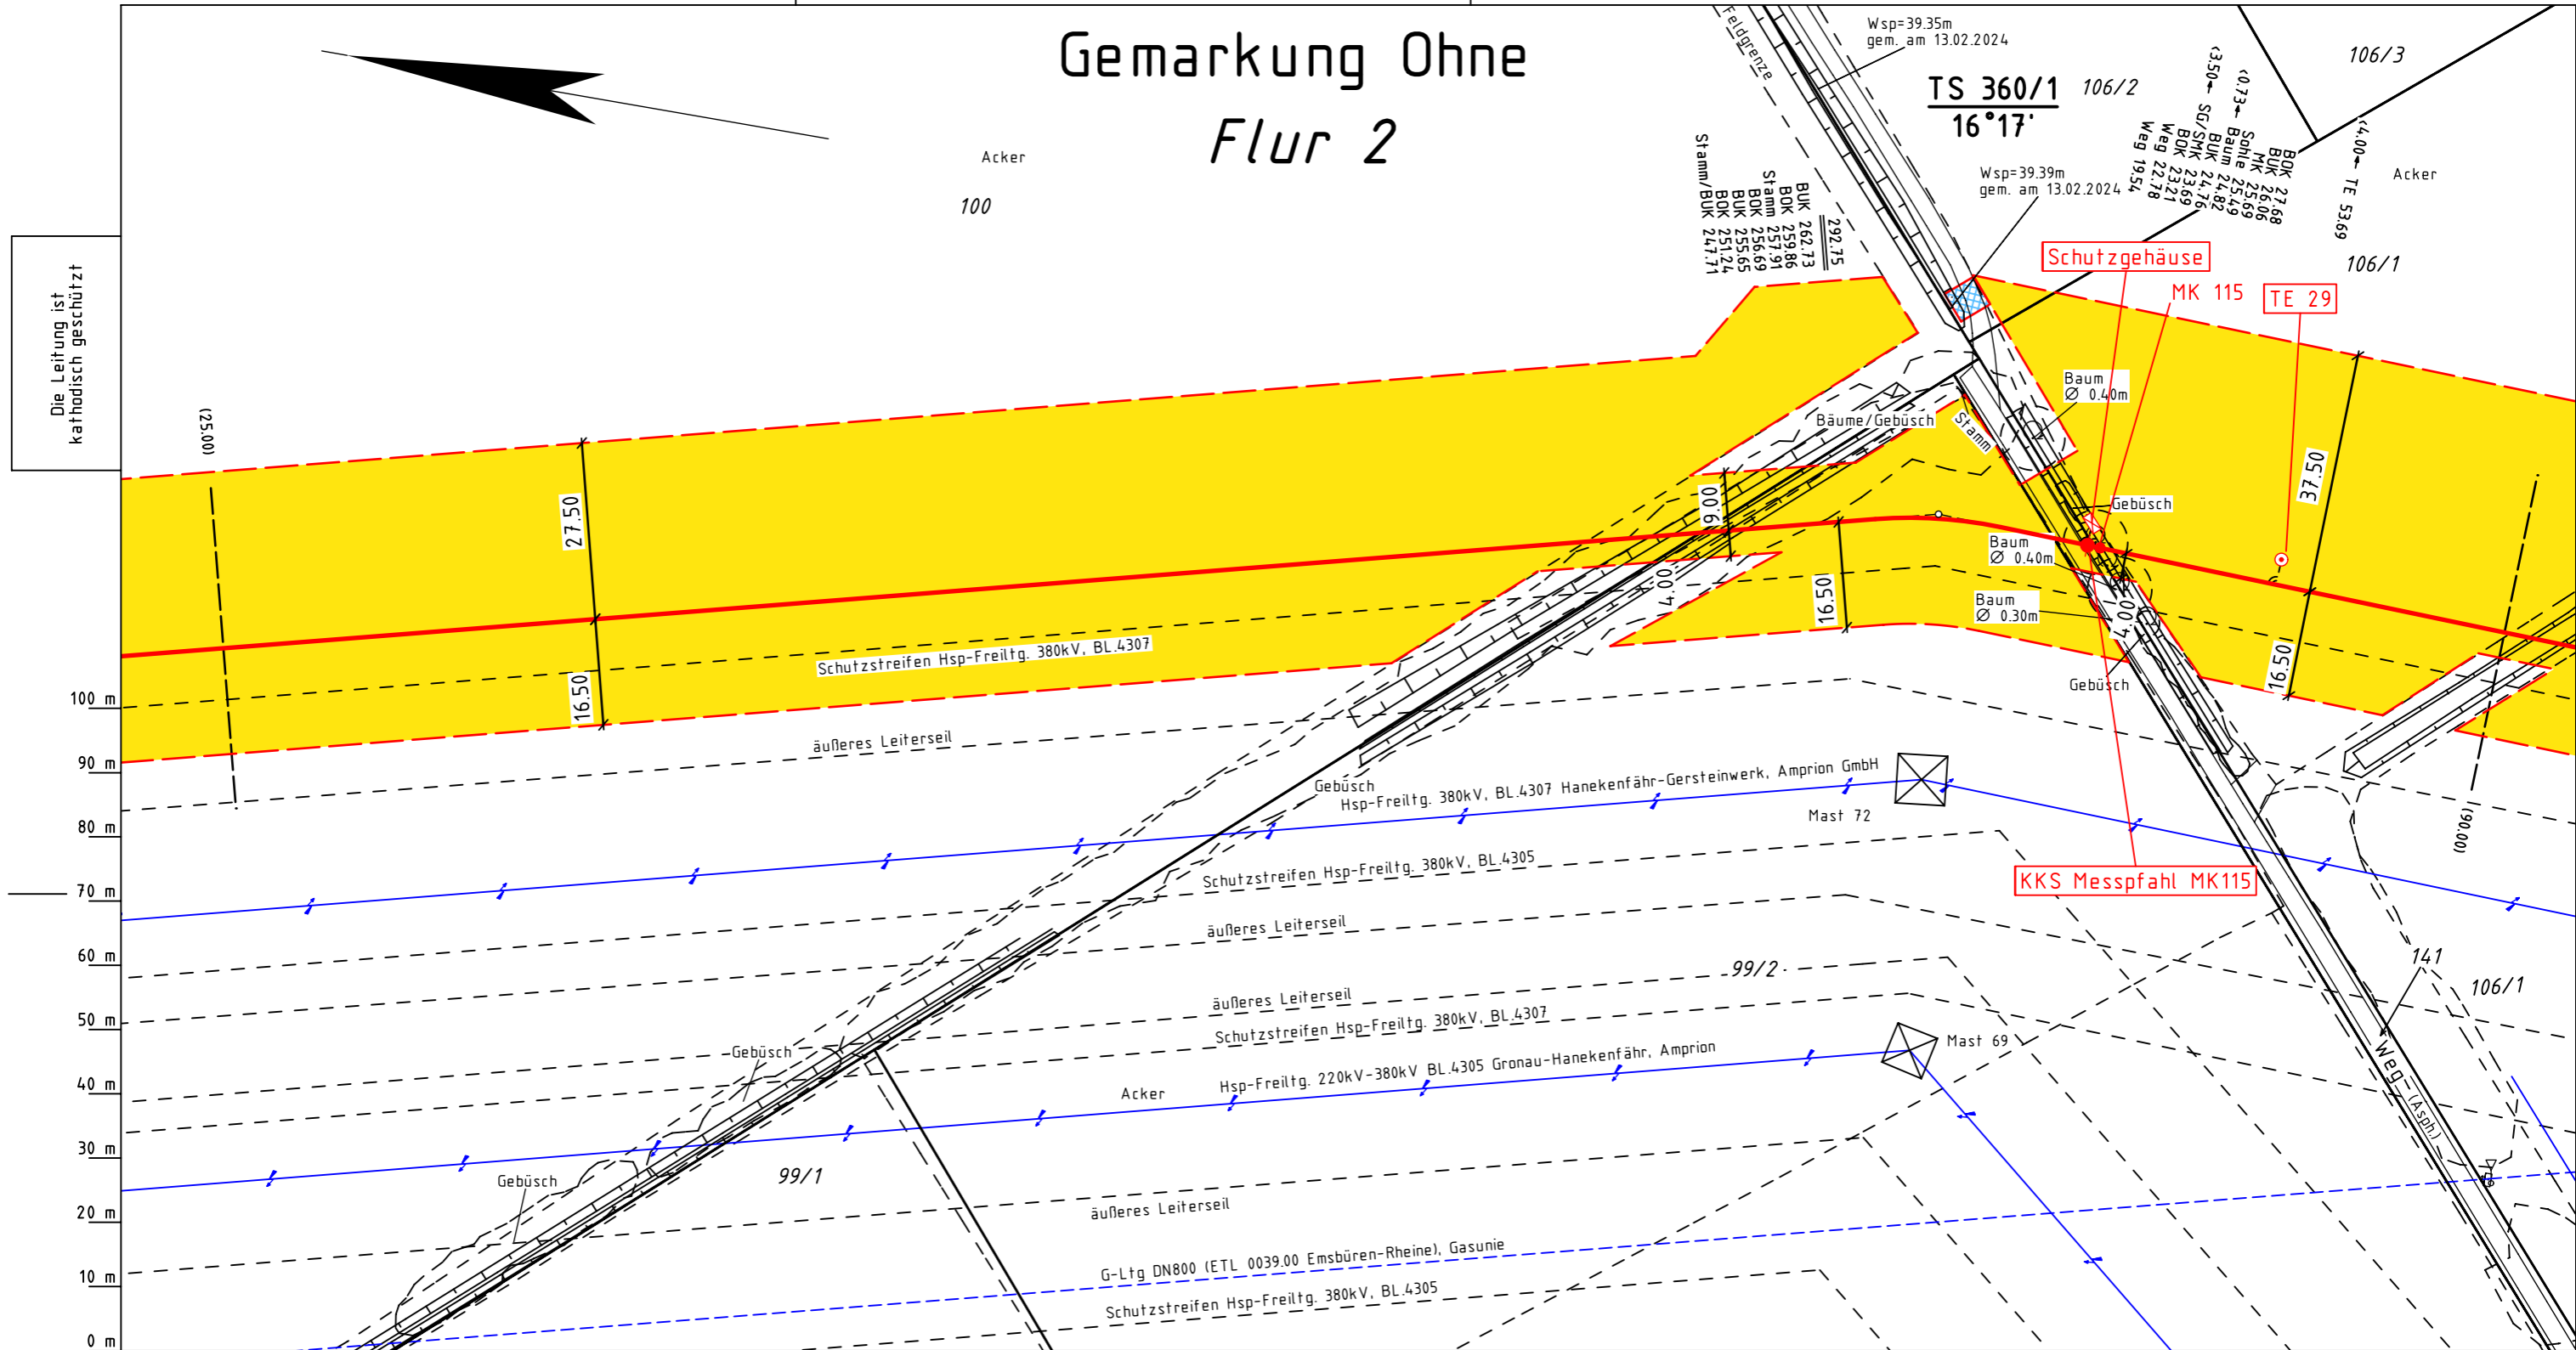 Gemarkung Ohne
Flur 2
Acker
100
Die Leitung ist
kathodisch geschützt
Feldgrenze
Wsp=39.35m
gem. am 13.02.2024
TS 360/1
16°17'
106/2
106/3
Wsp=39.39m
gem. am 13.02.2024
292.75
BUK 262.73
BOK 259.86
Stamm 257.91
BOK 256.69
BUK 255.65
BOK 251.24
Stamm/BUK 247.71
BOK 27.68
BUK 26.06
MK 25.69
Sohle 25.49
(0.73← Baum 24.82
BUK 24.76
(3.50← SG/SMK 23.69
BOK 23.21
Weg 22.78
Weg 19.54
(4.00← TE 53.69
Acker
106/1
Schutzgehäuse
MK 115
TE 29
(25.00)
27.50
16.50
Baum
Ø 0.40m
Bäume/Gebüsch
Stamm
9.00
4.00
16.50
Gebüsch
Baum
Ø 0.40m
Baum
Ø 0.30m
4.00
Gebüsch
37.50
16.50
(90.00)
Schutzstreifen Hsp-Freiltg. 380kV, BL.4307
äußeres Leiterseil
Gebüsch
Hsp-Freiltg. 380kV, BL.4307 Hanekenfähr-Gersteinwerk, Amprion GmbH
Mast 72
KKS Messpfahl MK115
Schutzstreifen Hsp-Freiltg. 380kV, BL.4305
äußeres Leiterseil
99/2
141
106/1
äußeres Leiterseil
Schutzstreifen Hsp-Freiltg. 380kV, BL.4307
Mast 69
Gebüsch
Acker
Hsp-Freiltg. 220kV-380kV BL.4305 Gronau-Hanekenfähr, Amprion
Weg (Asph.)
Gebüsch
99/1
äußeres Leiterseil
G-Ltg DN800 (ETL 0039.00 Emsbüren-Rheine), Gasunie
Schutzstreifen Hsp-Freiltg. 380kV, BL.4305
100 m
90 m
80 m
70 m
60 m
50 m
40 m
30 m
20 m
10 m
0 m